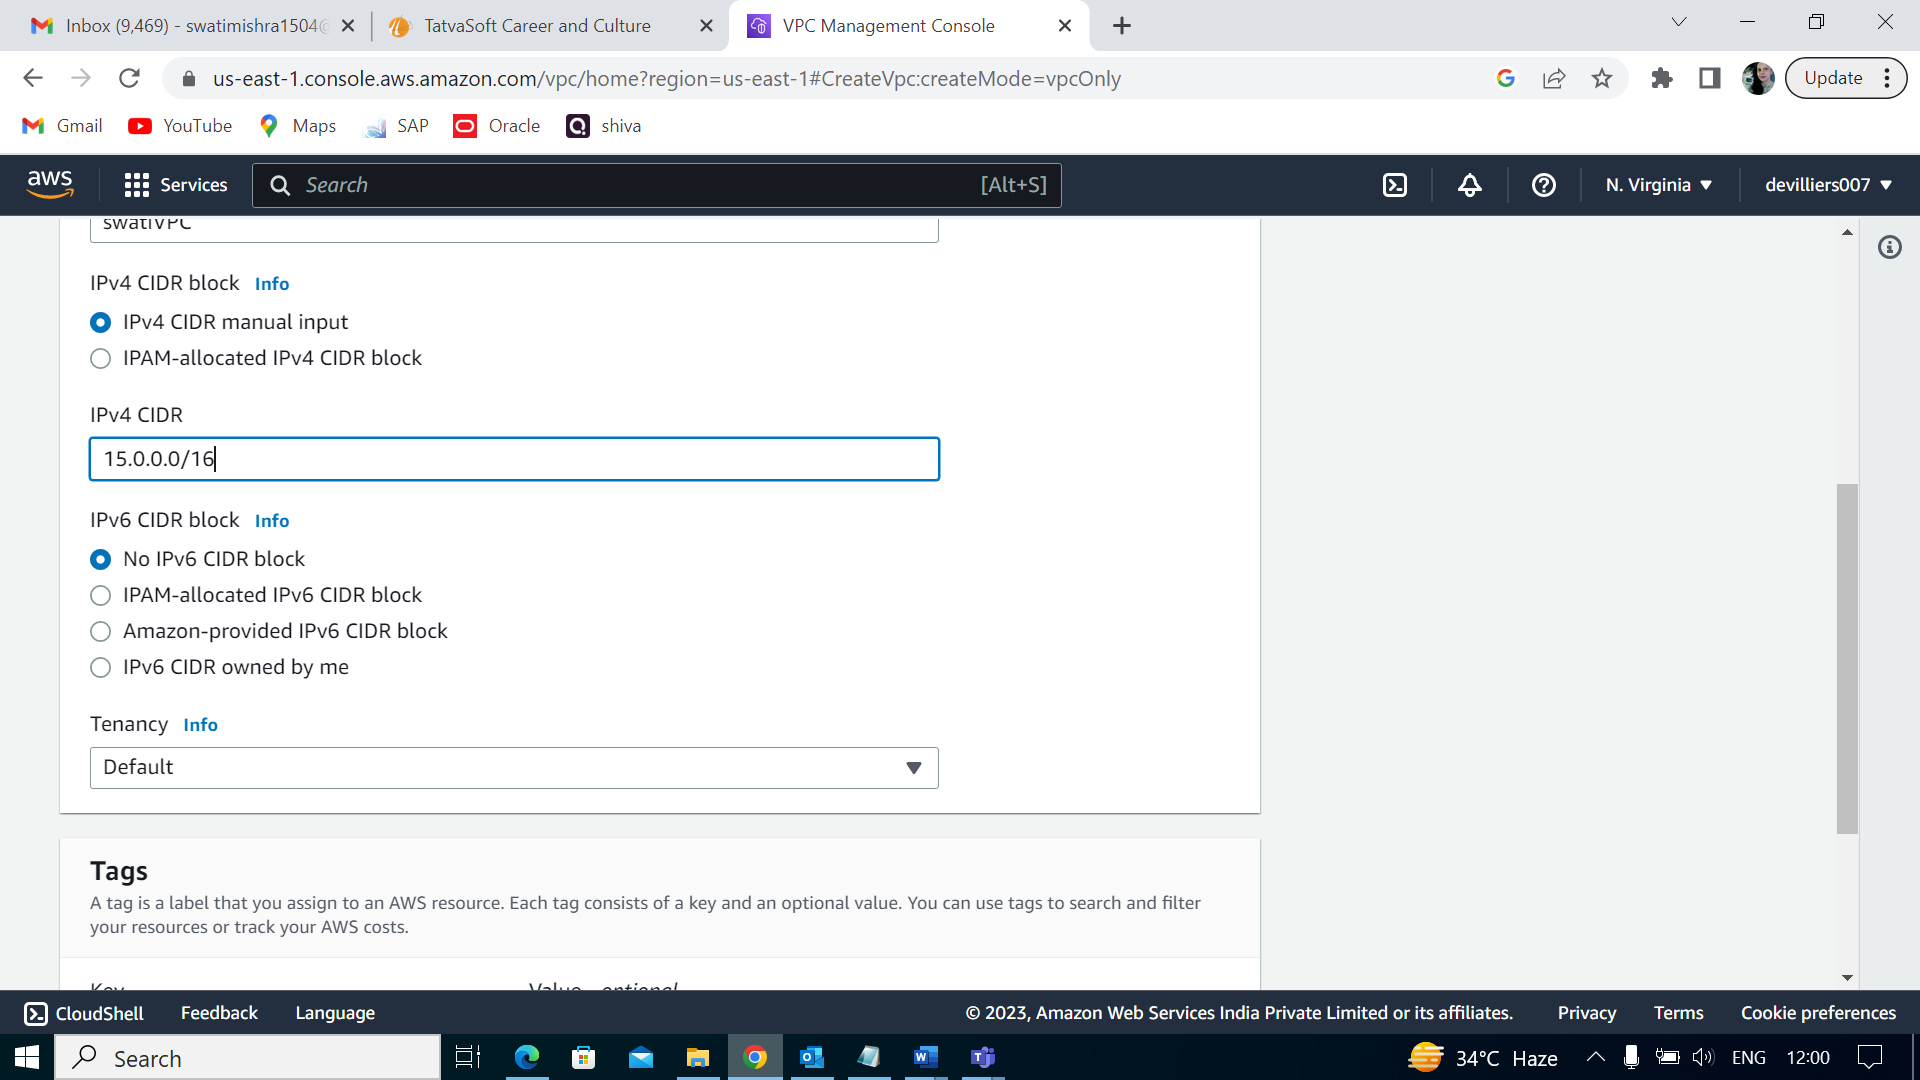 Inbox (9,469) - swatimishra1504@
TatvaSoft Career and Culture
VPC Management Console
us-east-1.console.aws.amazon.com/vpc/home?region=us-east-1#CreateVpc:createMode=vpcOnly
Update
Gmail
YouTube
Maps
SAP
Oracle
shiva
aws
Services
Search
[Alt+S]
N. Virginia
devilliers007
swatiVPC
IPv4 CIDR block Info
IPv4 CIDR manual input
IPAM-allocated IPv4 CIDR block
IPv4 CIDR
15.0.0.0/16
IPv6 CIDR block Info
No IPv6 CIDR block
IPAM-allocated IPv6 CIDR block
Amazon-provided IPv6 CIDR block
IPv6 CIDR owned by me
Tenancy Info
Default
Tags
A tag is a label that you assign to an AWS resource. Each tag consists of a key and an optional value. You can use tags to search and filter
your resources or track your AWS costs.
Key
Value - optional
CloudShell
Feedback
Language
© 2023, Amazon Web Services India Private Limited or its affiliates.
Privacy
Terms
Cookie preferences
Search
34°C Haze
ENG
12:00